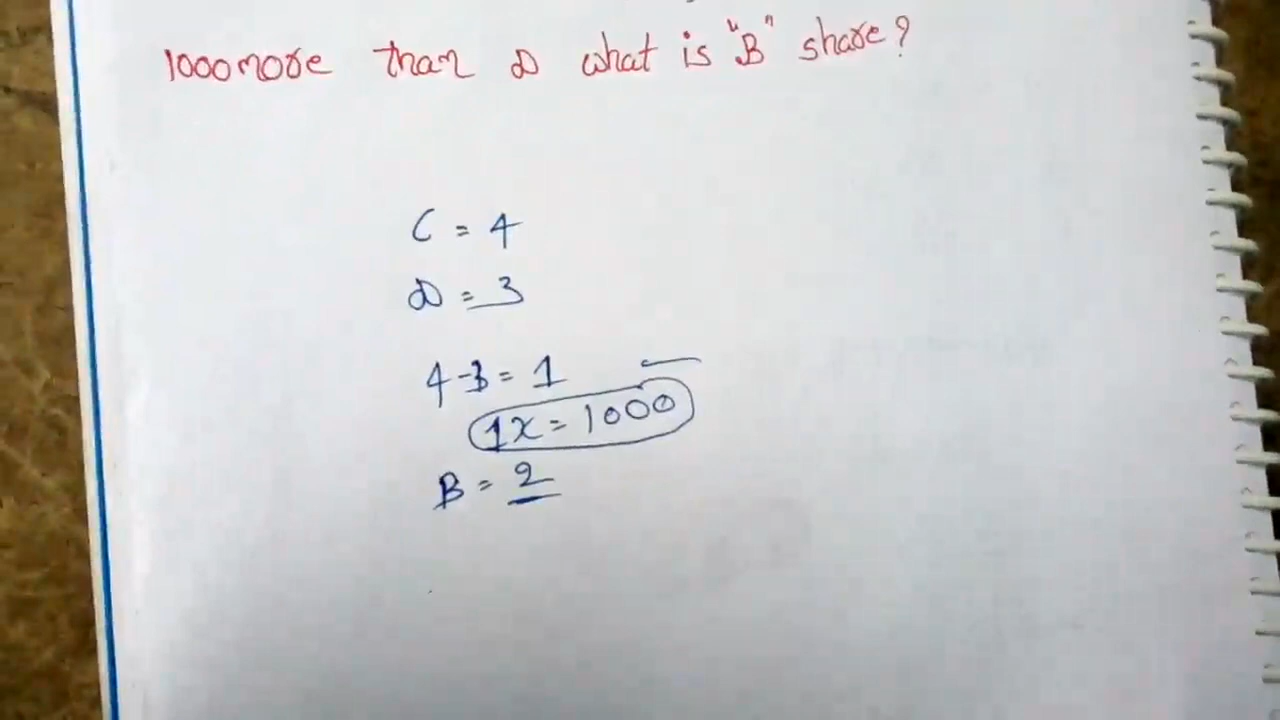 1000 more than D what is "B" share?
C = 4
D = 3
4-3 = 1
1x = 1000
B = 2